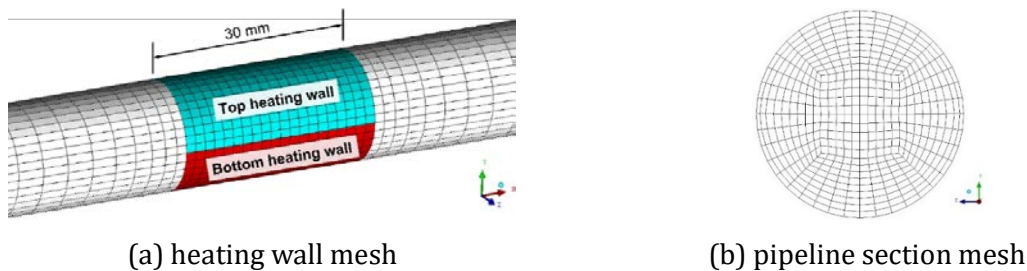 30 mm
Top heating wall
Bottom heating wall
(a) heating wall mesh
(b) pipeline section mesh